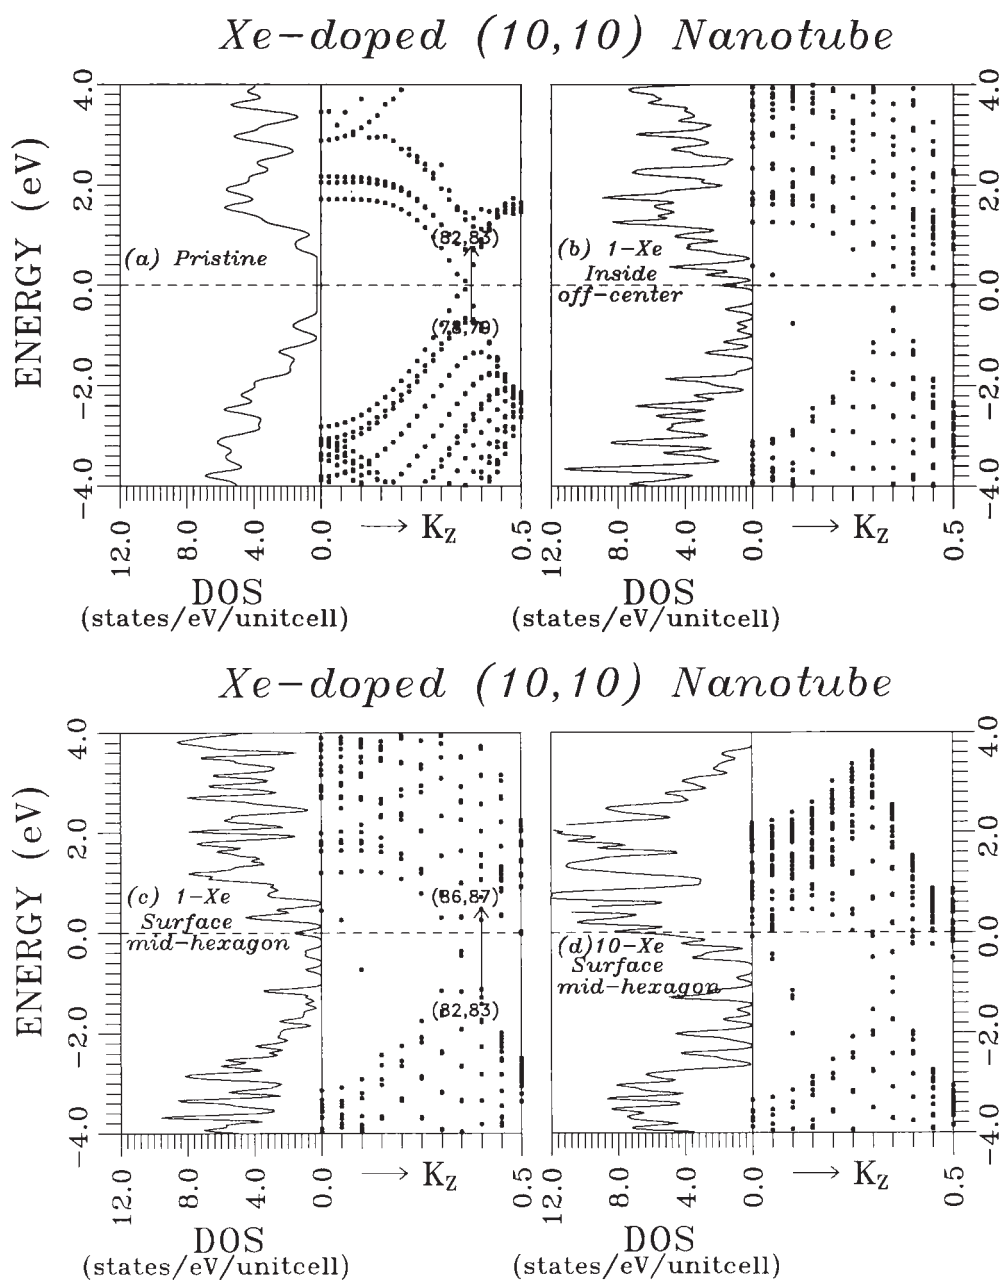 Xe-doped (10,10) Nanotube
ENERGY (eV)
4.0
2.0
0.0
-2.0
-4.0
(a) Pristine
(82,83)
(78,79)
12.0
8.0
4.0
0.0
0.5
→ Kz
DOS
(states/eV/unitcell)
(b) 1-Xe
Inside
off-center
4.0
2.0
0.0
-2.0
-4.0
12.0
8.0
4.0
0.0
0.5
→ Kz
DOS
(states/eV/unitcell)
Xe-doped (10,10) Nanotube
ENERGY (eV)
4.0
2.0
0.0
-2.0
-4.0
(c) 1-Xe
Surface
mid-hexagon
(86,87)
(82,83)
12.0
8.0
4.0
0.0
0.5
→ Kz
DOS
(states/eV/unitcell)
(d)10-Xe
Surface
mid-hexagon
4.0
2.0
0.0
-2.0
-4.0
12.0
8.0
4.0
0.0
0.5
→ Kz
DOS
(states/eV/unitcell)